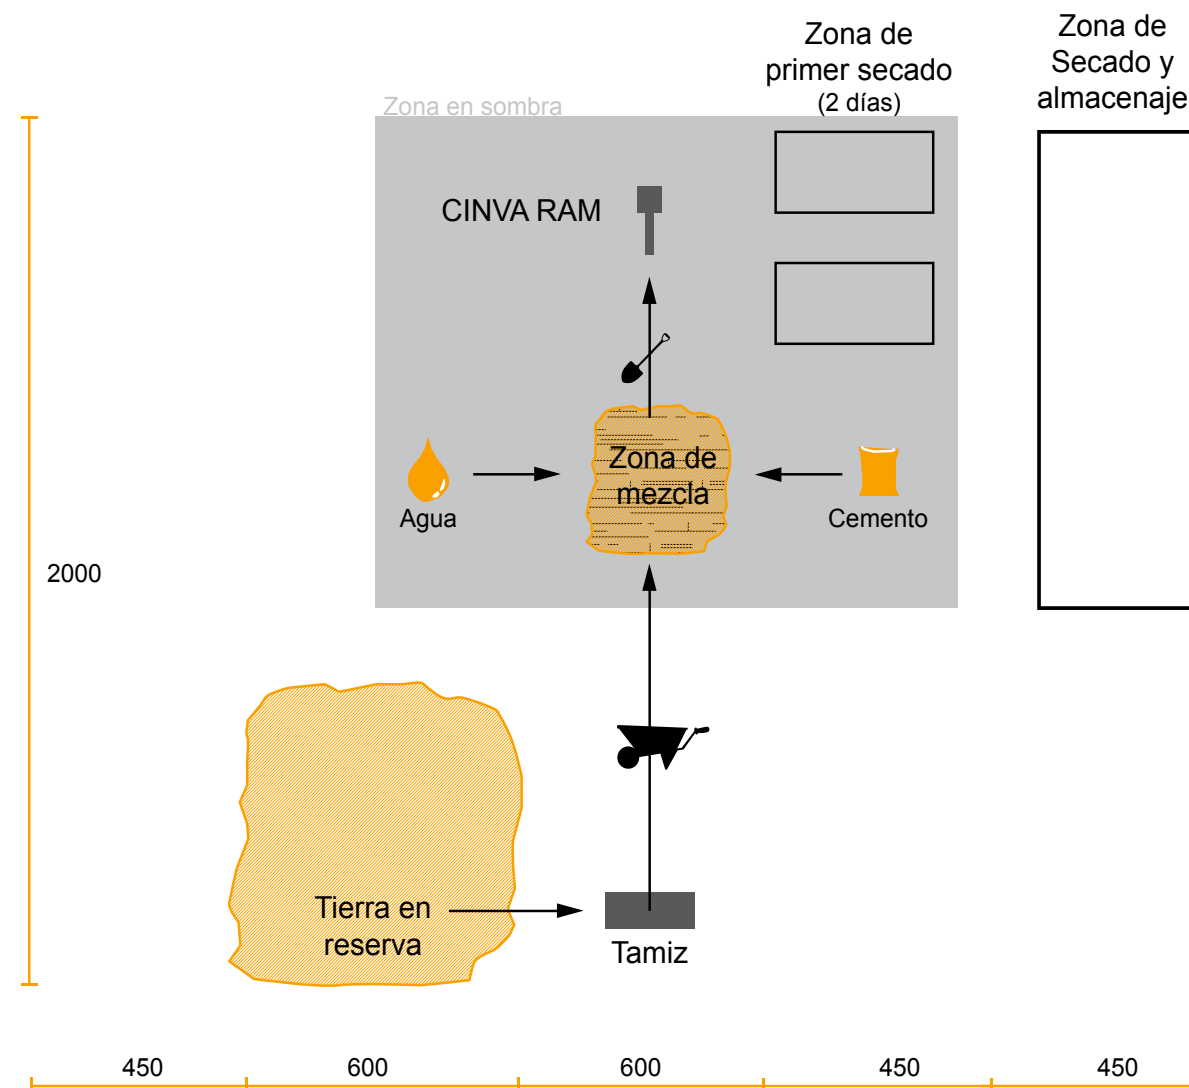 Zona de
primer secado
(2 días)
Zona de
Secado y
almacenaje
Zona en sombra
CINVA RAM
Zona de
mezcla
Agua
Cemento
2000
Tierra en
reserva
Tamiz
450
600
600
450
450